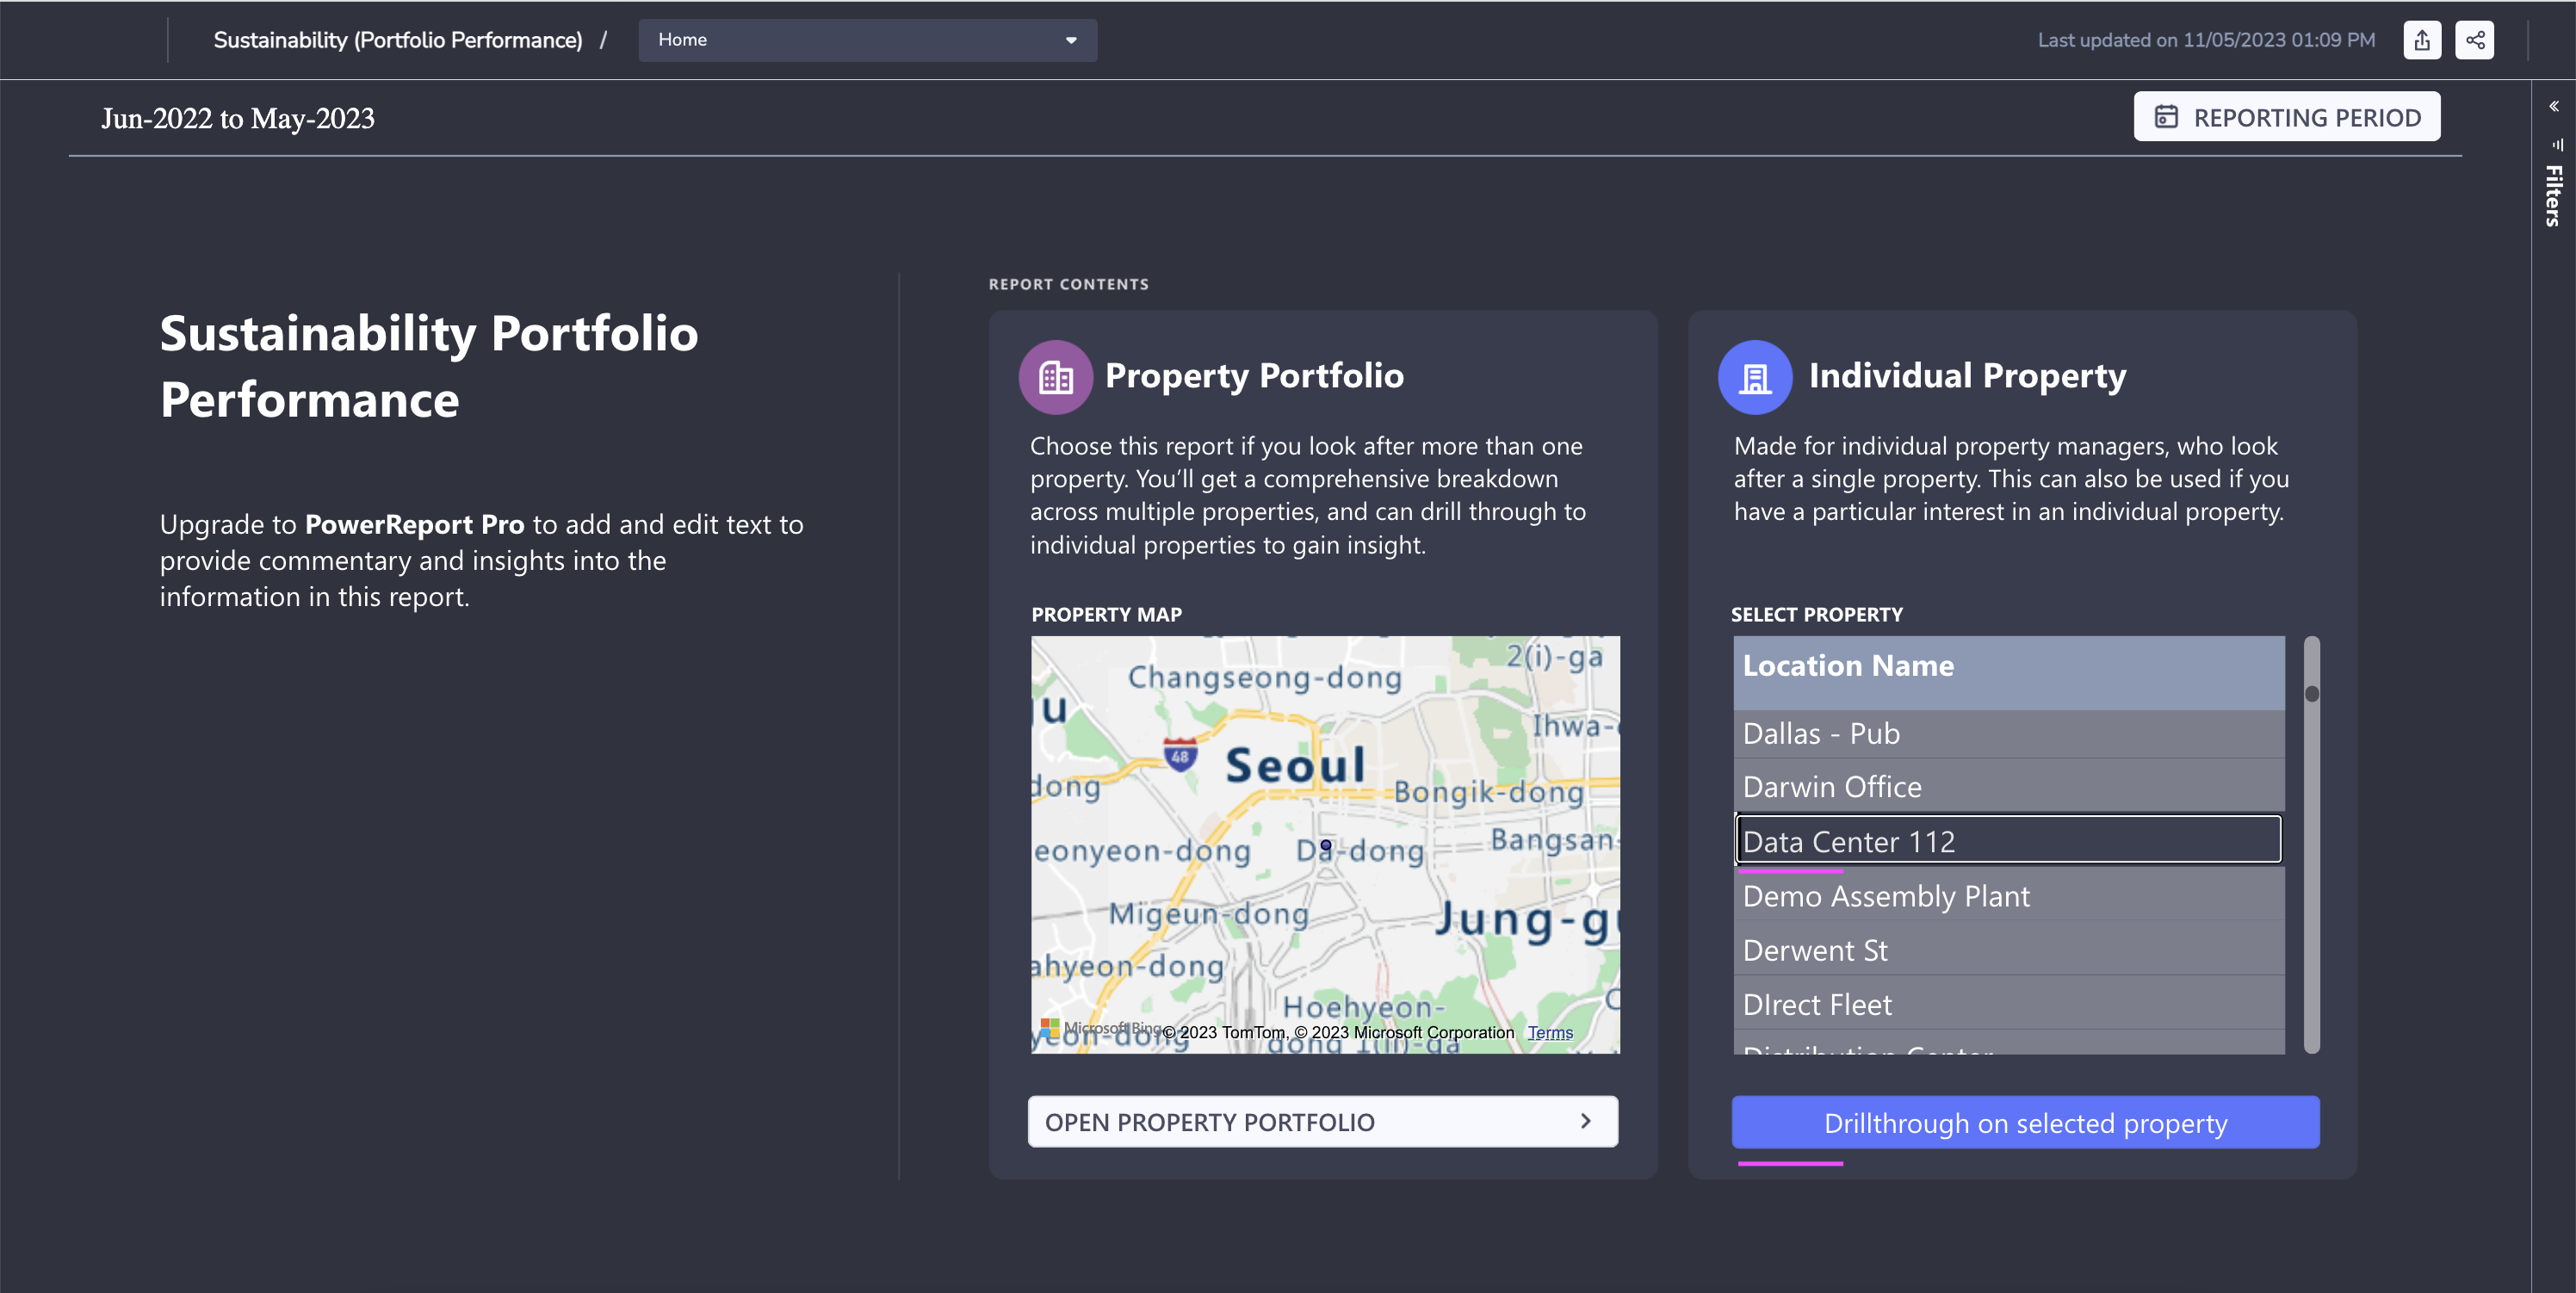 Sustainability (Portfolio Performance) / Home
Last updated on 11/05/2023 01:09 PM
Jun-2022 to May-2023
REPORTING PERIOD
Filters
Sustainability Portfolio
Performance
Upgrade to PowerReport Pro to add and edit text to
provide commentary and insights into the
information in this report.
REPORT CONTENTS
Property Portfolio
Choose this report if you look after more than one
property. You’ll get a comprehensive breakdown
across multiple properties, and can drill through to
individual properties to gain insight.
PROPERTY MAP
2(i)-ga
Changseong-dong
Ihwa-
48
Seoul
dong
Bongik-dong
Bangsan-
eonyeon-dong
Da-dong
Migeun-dong
Jung-gu
ahyeon-dong
Hoehyeon-
Microsoft Bing
© 2023 TomTom, © 2023 Microsoft Corporation Terms
yeon-dong
dong 1(il)-ga
OPEN PROPERTY PORTFOLIO
Individual Property
Made for individual property managers, who look
after a single property. This can also be used if you
have a particular interest in an individual property.
SELECT PROPERTY
Location Name
Dallas - Pub
Darwin Office
Data Center 112
Demo Assembly Plant
Derwent St
DIrect Fleet
Distribution Center
Drillthrough on selected property